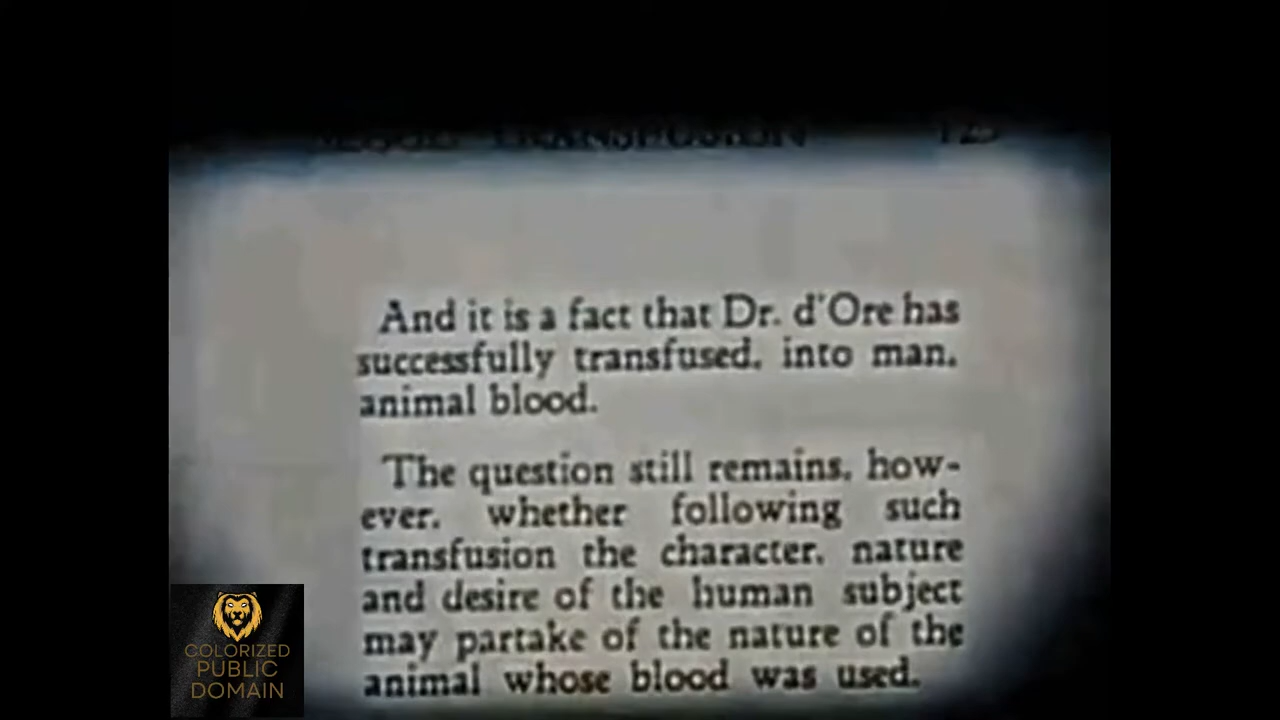 TRANSFUSION 125
And it is a fact that Dr. d'Ore has
successfully transfused, into man,
animal blood.
The question still remains, how-
ever, whether following such
transfusion the character, nature
and desire of the human subject
may partake of the nature of the
animal whose blood was used.
COLORIZED
PUBLIC
DOMAIN